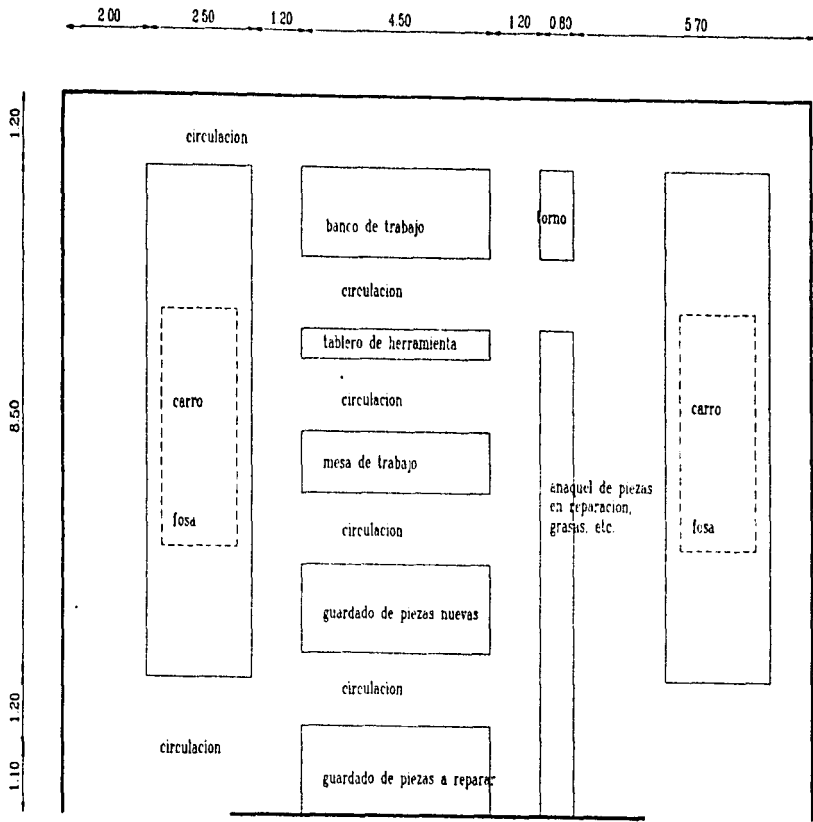 2.00 2.50 1.20 4.50 1.20 0.80 5.70
1.20
circulacion
banco de trabajo
torno
circulacion
tablero de herramienta
carro
circulacion
carro
8.50
mesa de trabajo
anaquel de piezas
en reparacion,
grasas, etc.
fosa
circulacion
fosa
guardado de piezas nuevas
circulacion
1.20
circulacion
1.10
guardado de piezas a reparar